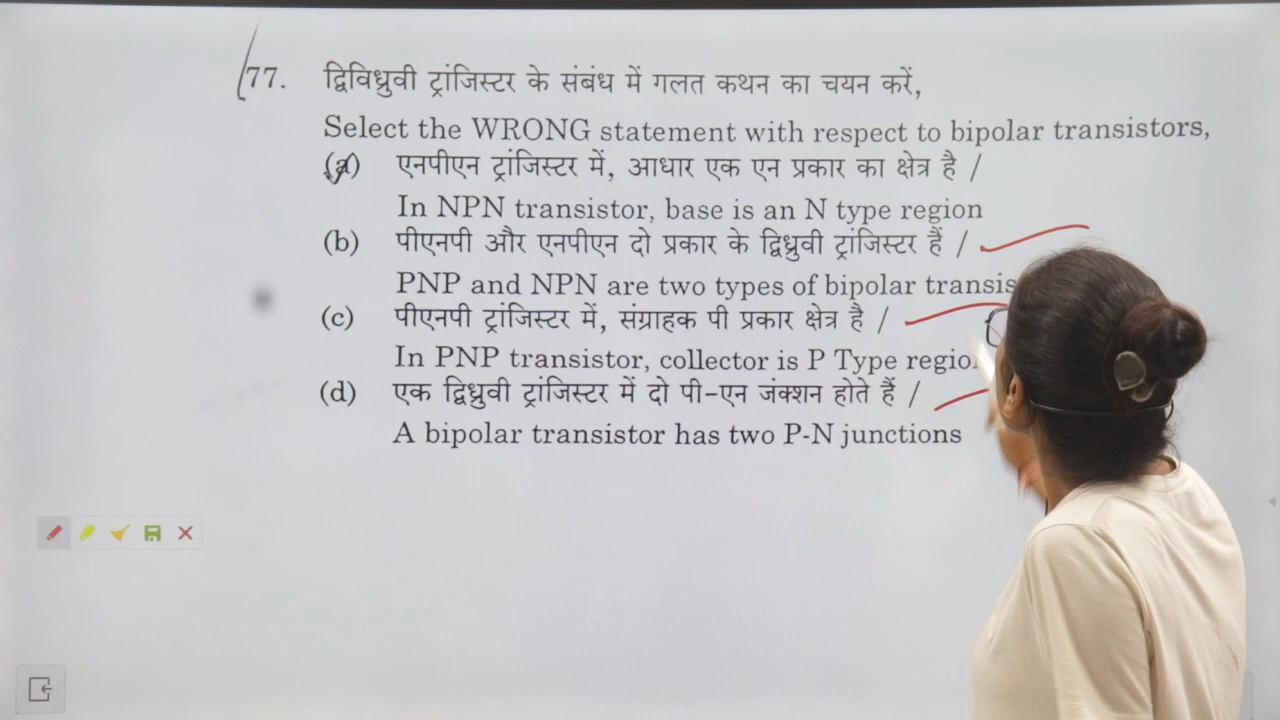 77. द्विविध्रुवी ट्रांजिस्टर के संबंध में गलत कथन का चयन करें,
Select the WRONG statement with respect to bipolar transistors,
(a) एनपीएन ट्रांजिस्टर में, आधार एक एन प्रकार का क्षेत्र है /
In NPN transistor, base is an N type region
(b) पीएनपी और एनपीएन दो प्रकार के द्विध्रुवी ट्रांजिस्टर हैं /
PNP and NPN are two types of bipolar
(c) पीएनपी ट्रांजिस्टर में, संग्राहक पी प्रकार क्षेत्र है /
In PNP transistor, collector is P Type
(d) एक द्विध्रुवी ट्रांजिस्टर में दो पी-एन जंक्शन होते हैं /
A bipolar transistor has two P-N junctions